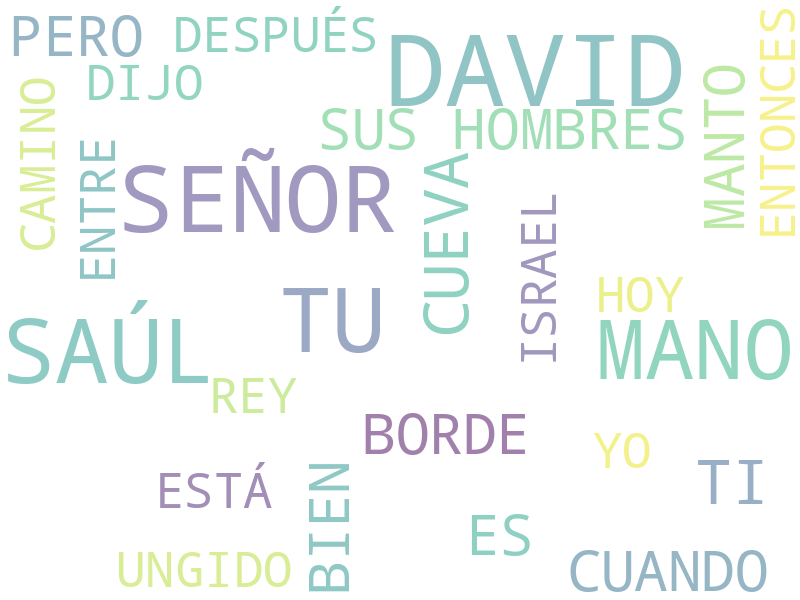 PERO
DESPUÉS
DAVID
ENTONCES
DIJO
MANTO
CAMINO
SUS HOMBRES
ENTRE
SEÑOR
CUEVA
ISRAEL
TU
HOY
SAÚL
MANO
REY
BORDE
YO
ESTÁ
BIEN
TI
ES
UNGIDO
CUANDO